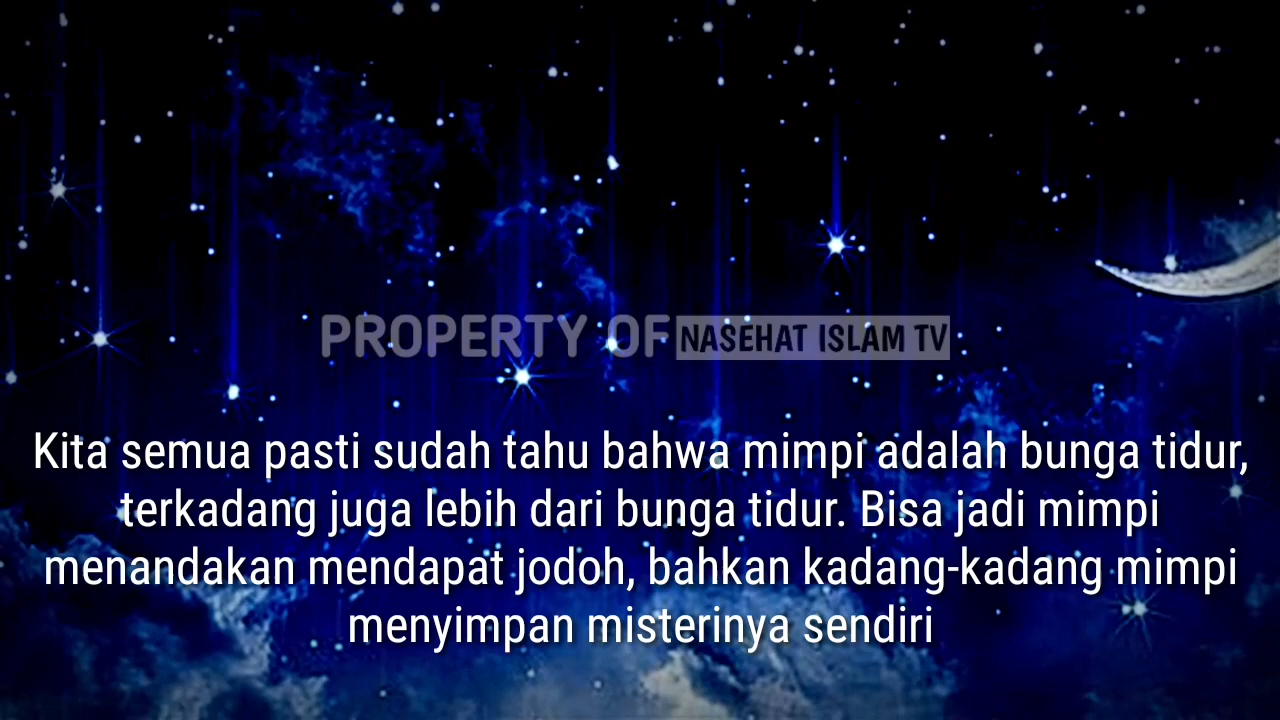 PROPERTY OF NASEHAT ISLAM TV
Kita semua pasti sudah tahu bahwa mimpi adalah bunga tidur,
terkadang juga lebih dari bunga tidur. Bisa jadi mimpi
menandakan mendapat jodoh, bahkan kadang-kadang mimpi
menyimpan misterinya sendiri